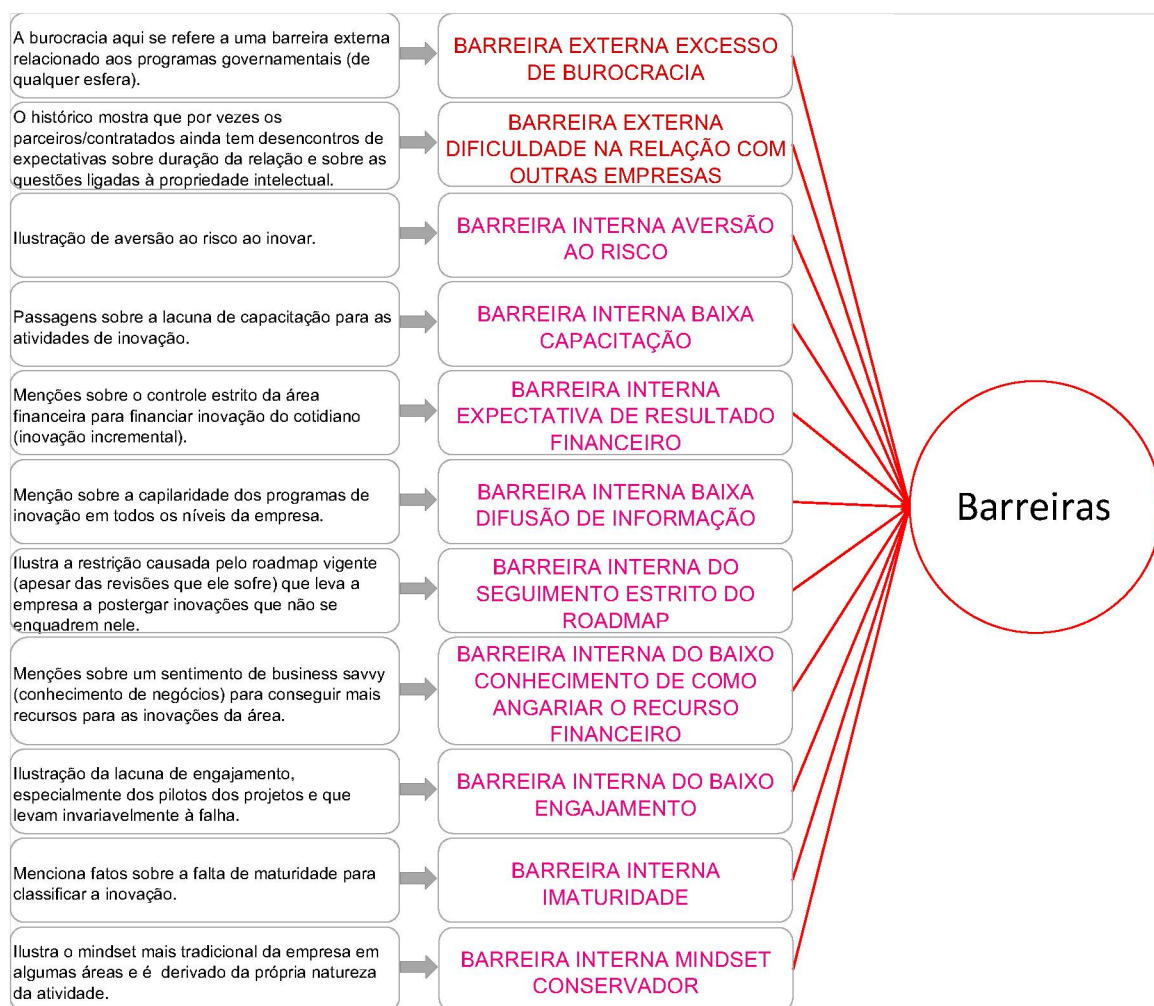 A burocracia aqui se refere a uma barreira externa
relacionado aos programas governamentais (de
qualquer esfera).
BARREIRA EXTERNA EXCESSO
DE BUROCRACIA
O histórico mostra que por vezes os
parceiros/contratados ainda tem desencontros de
expectativas sobre duração da relação e sobre as
questões ligadas à propriedade intelectual.
BARREIRA EXTERNA
DIFICULDADE NA RELAÇÃO COM
OUTRAS EMPRESAS
Ilustração de aversão ao risco ao inovar.
BARREIRA INTERNA AVERSÃO
AO RISCO
Passagens sobre a lacuna de capacitação para as
atividades de inovação.
BARREIRA INTERNA BAIXA
CAPACITAÇÃO
Menções sobre o controle estrito da área
financeira para financiar inovação do cotidiano
(inovação incremental).
BARREIRA INTERNA
EXPECTATIVA DE RESULTADO
FINANCEIRO
Menção sobre a capilaridade dos programas de
inovação em todos os níveis da empresa.
BARREIRA INTERNA BAIXA
DIFUSÃO DE INFORMAÇÃO
Ilustra a restrição causada pelo roadmap vigente
(apesar das revisões que ele sofre) que leva a
empresa a postergar inovações que não se
enquadrem nele.
BARREIRA INTERNA DO
SEGUIMENTO ESTRITO DO
ROADMAP
Menções sobre um sentimento de business savvy
(conhecimento de negócios) para conseguir mais
recursos para as inovações da área.
BARREIRA INTERNA DO BAIXO
CONHECIMENTO DE COMO
ANGARIAR O RECURSO
FINANCEIRO
Ilustração da lacuna de engajamento,
especialmente dos pilotos dos projetos e que
levam invariavelmente à falha.
BARREIRA INTERNA DO BAIXO
ENGAJAMENTO
Menciona fatos sobre a falta de maturidade para
classificar a inovação.
BARREIRA INTERNA
IMATURIDADE
Ilustra o mindset mais tradicional da empresa em
algumas áreas e é derivado da própria natureza
da atividade.
BARREIRA INTERNA MINDSET
CONSERVADOR
Barreiras